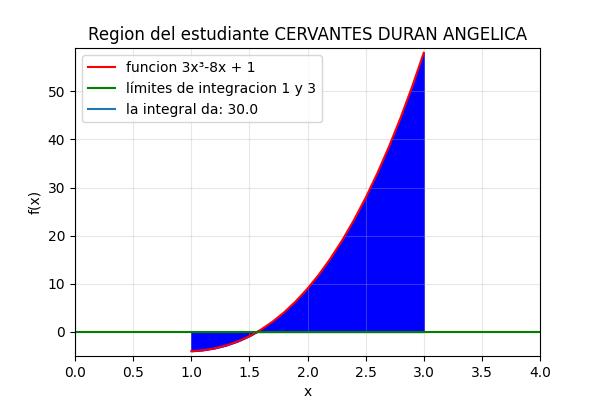 Region del estudiante CERVANTES DURAN ANGELICA
funcion 3x³-8x + 1
límites de integracion 1 y 3
la integral da: 30.0
f(x)
50
40
30
20
10
0
0.0 0.5 1.0 1.5 2.0 2.5 3.0 3.5 4.0
x